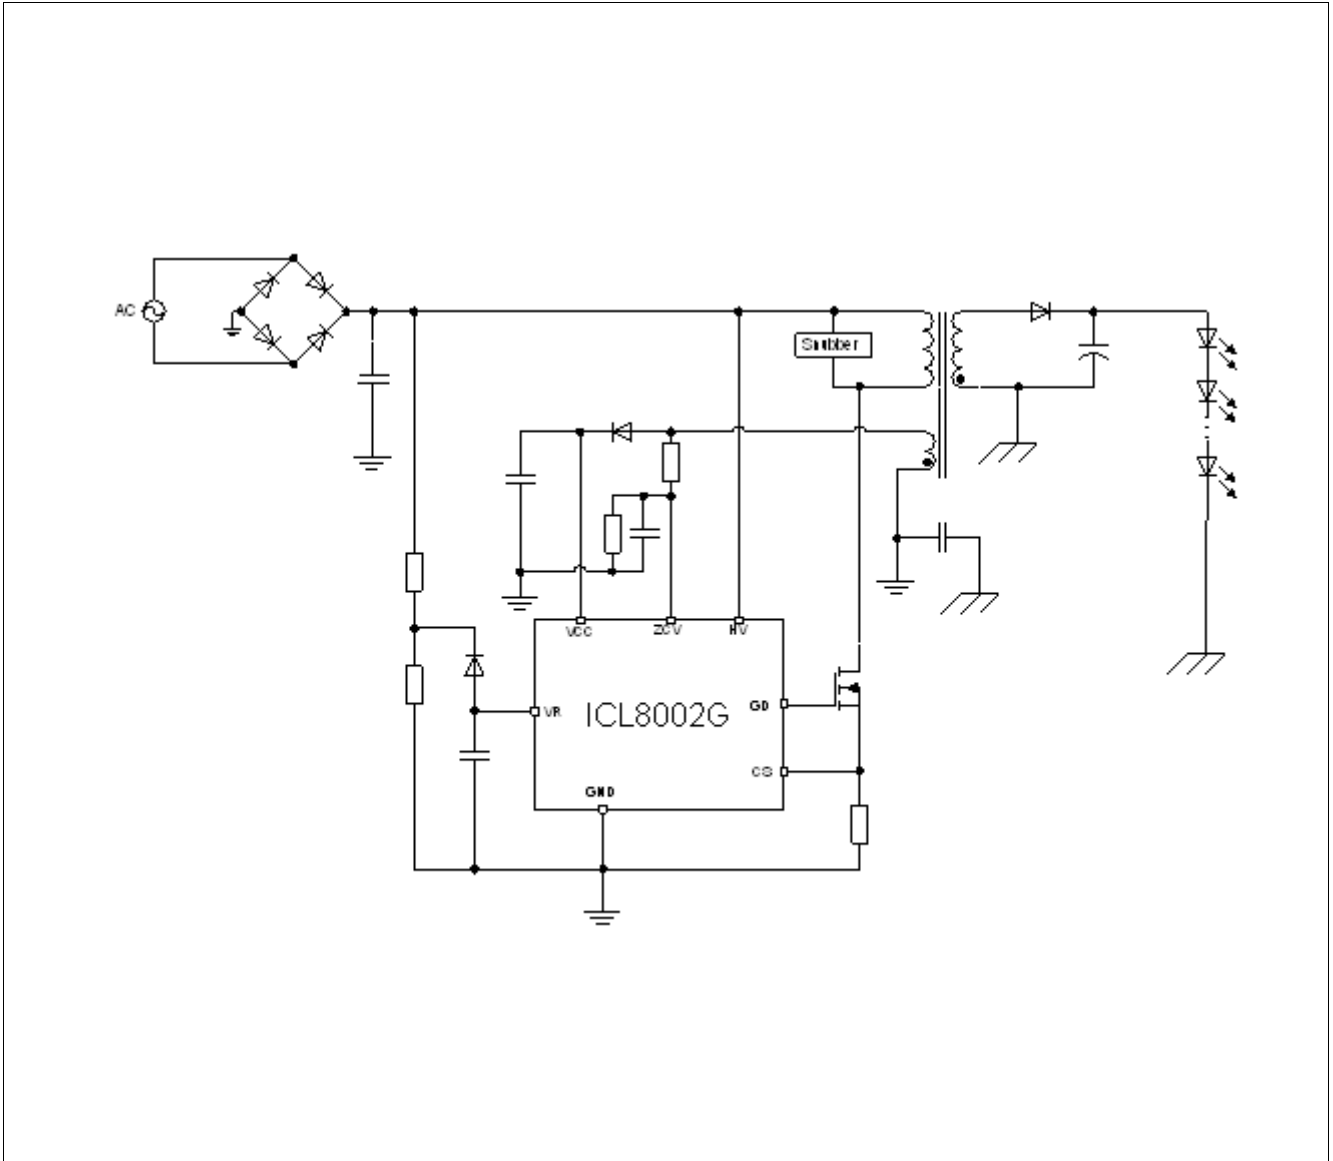 AC
Snubber
VCC ZCV HV
VR ICL8002G GD
CS
GND